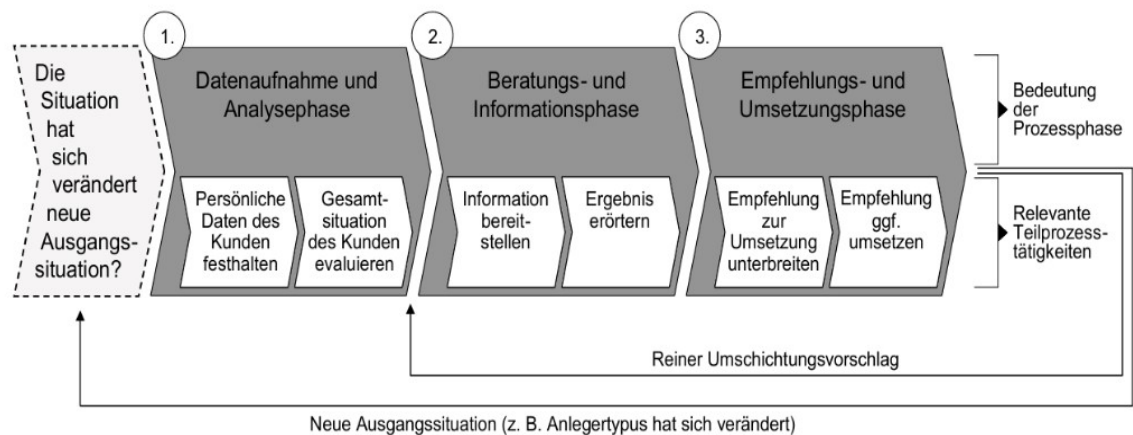 Die
Situation
hat
sich
verändert
neue
Ausgangs-
situation?
1.
Datenaufnahme und
Analysephase
Persönliche
Daten des
Kunden
festhalten
Gesamt-
situation
des Kunden
evaluieren
2.
Beratungs- und
Informationsphase
Information
bereit-
stellen
Ergebnis
erörtern
3.
Empfehlungs- und
Umsetzungsphase
Empfehlung
zur
Umsetzung
unterbreiten
Empfehlung
ggf.
umsetzen
Bedeutung
der
Prozessphase
Relevante
Teilprozess-
tätigkeiten
Reiner Umschichtungsvorschlag
Neue Ausgangssituation (z. B. Anlegertypus hat sich verändert)